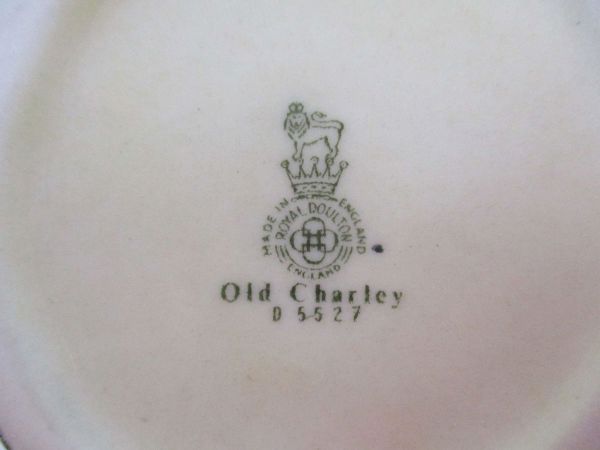 MADE IN ENGLAND
ROYAL DOULTON
ENGLAND
Old Charley
D 5527